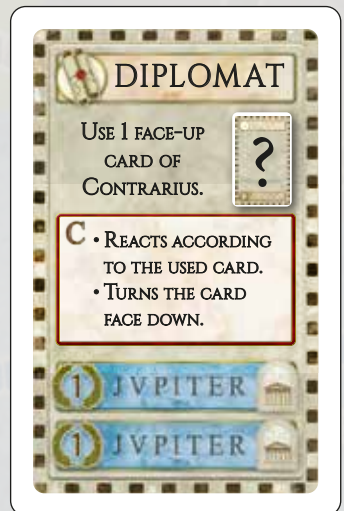 DIPLOMAT
USE 1 FACE-UP
CARD OF
CONTRARIUS.
?
C
• REACTS ACCORDING
TO THE USED CARD.
• TURNS THE CARD
FACE DOWN.
1 JVPITER
1 JVPITER